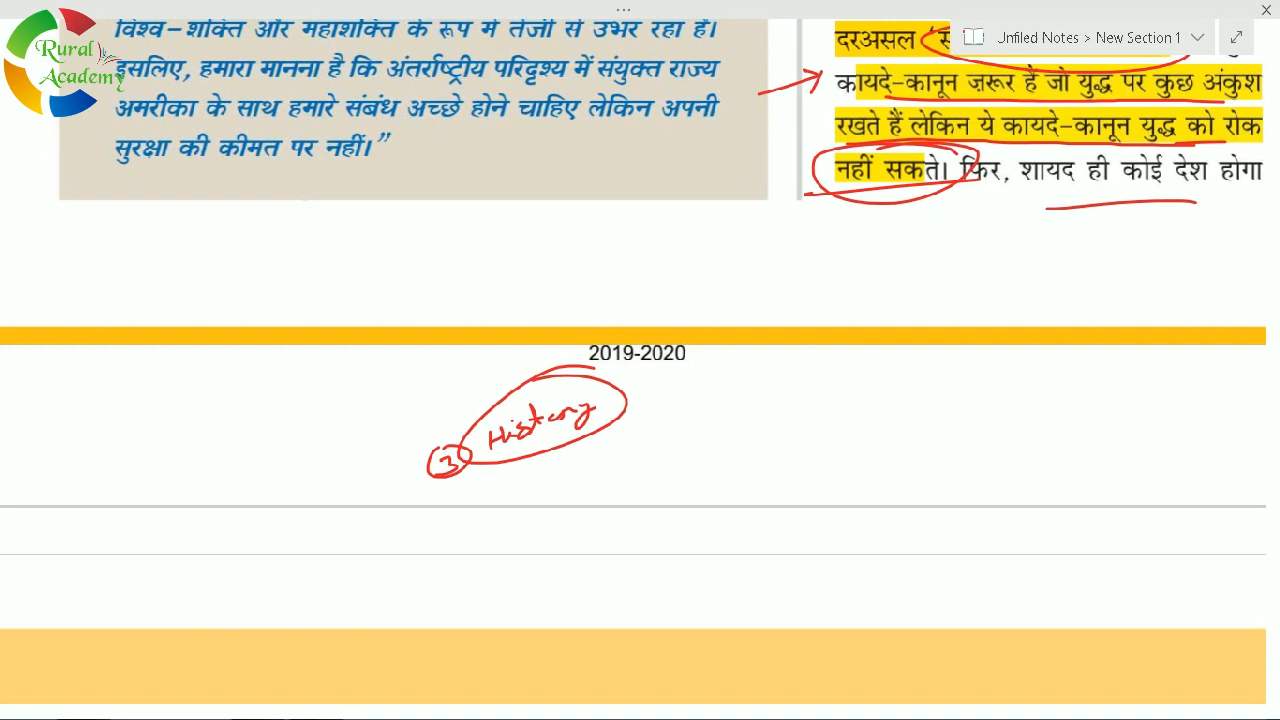 Rural
Academy
विश्व-शक्ति और महाशक्ति के रूप में तेजी से उभर रहा है।
इसलिए, हमारा मानना है कि अंतर्राष्ट्रीय परिदृश्य में संयुक्त राज्य
अमरीका के साथ हमारे संबंध अच्छे होने चाहिए लेकिन अपनी
सुरक्षा की कीमत पर नहीं।”
Unfiled Notes > New Section 1
दरअसल
कायदे-कानून ज़रूर हैं जो युद्ध पर कुछ अंकुश
रखते हैं लेकिन ये कायदे-कानून युद्ध को रोक
नहीं सकते। फिर, शायद ही कोई देश होगा
2019-2020
3 History